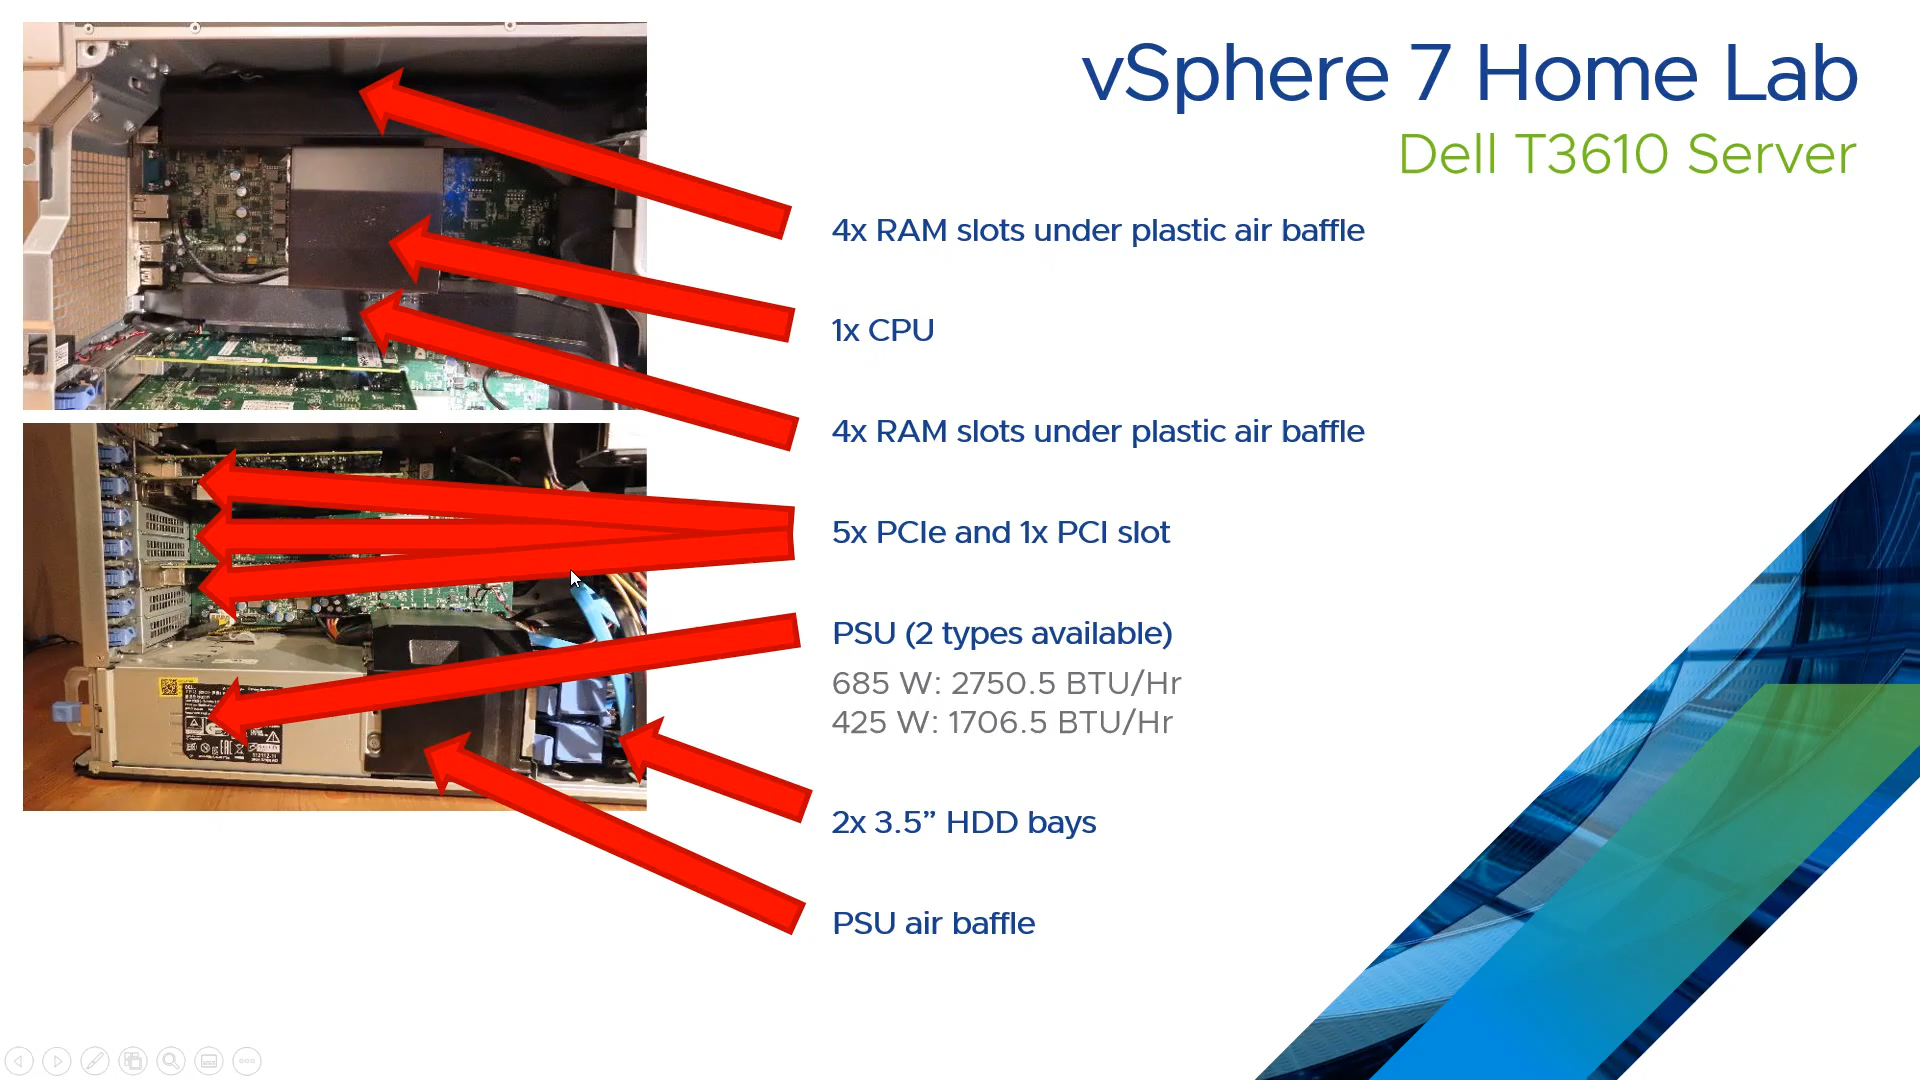 vSphere 7 Home Lab
Dell T3610 Server
4x RAM slots under plastic air baffle
1x CPU
4x RAM slots under plastic air baffle
5x PCIe and 1x PCI slot
PSU (2 types available)
685 W: 2750.5 BTU/Hr
425 W: 1706.5 BTU/Hr
2x 3.5” HDD bays
PSU air baffle